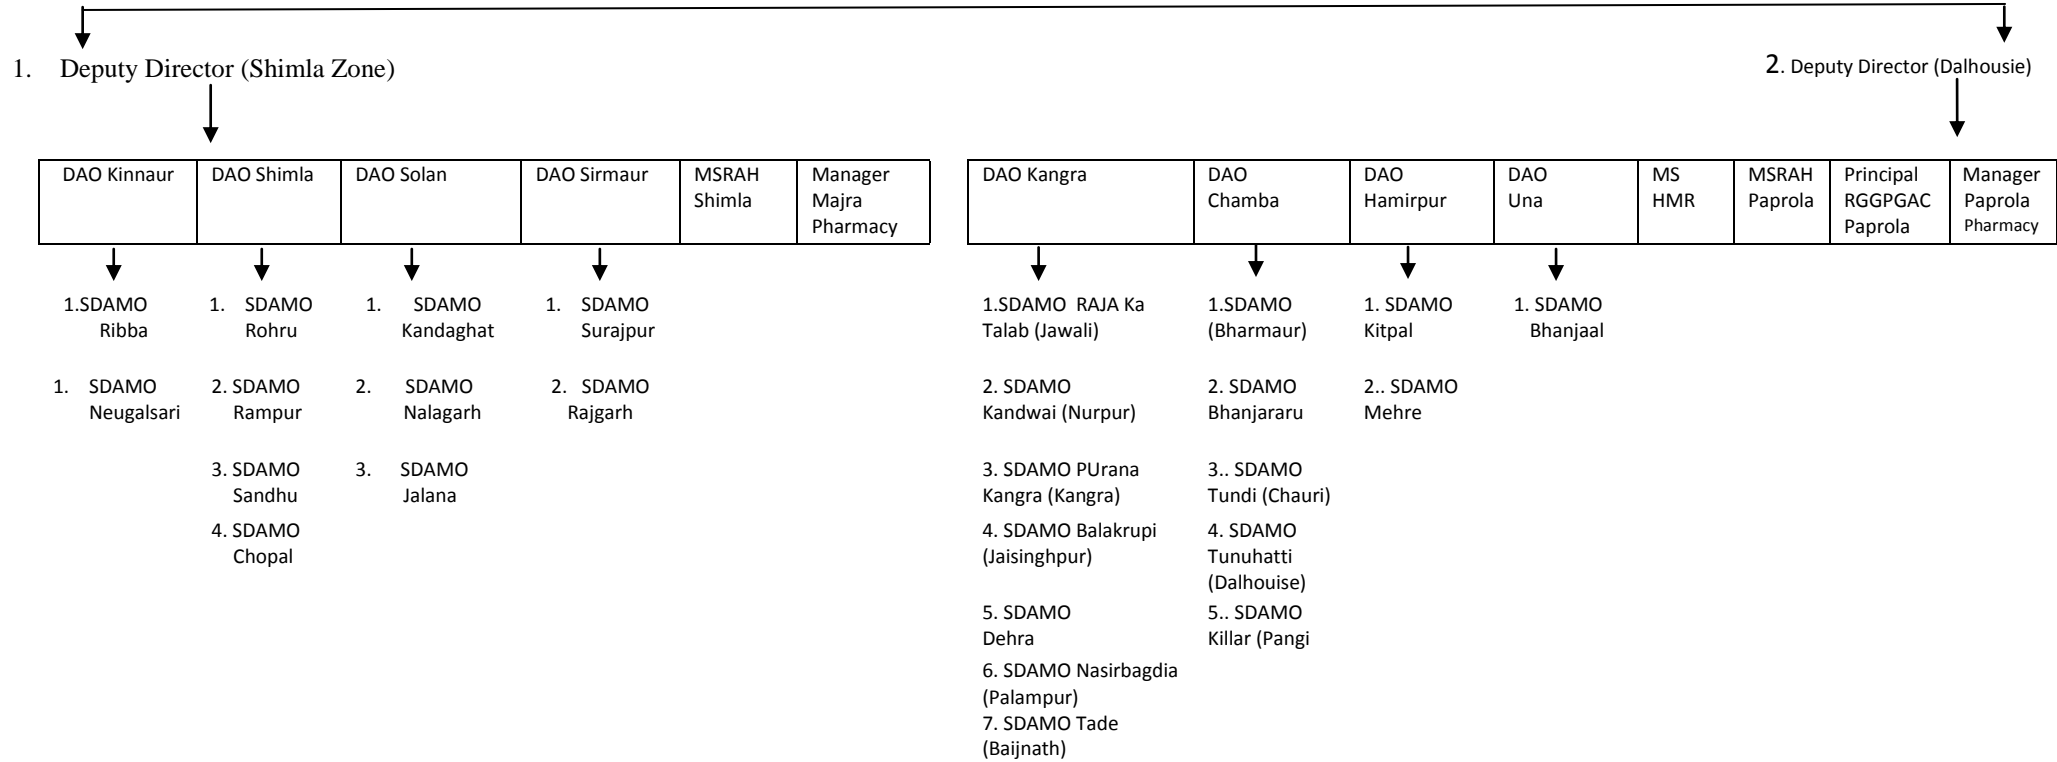 1. Deputy Director (Shimla Zone)
2. Deputy Director (Dalhousie)
DAO Kinnaur
DAO Shimla
DAO Solan
DAO Sirmaur
MSRAH
Shimla
Manager
Majra
Pharmacy
DAO Kangra
DAO
Chamba
DAO
Hamirpur
DAO
Una
MS
HMR
MSRAH
Paprola
Principal
RGGPGAC
Paprola
Manager
Paprola
Pharmacy
1.SDAMO
Ribba
1. SDAMO
Neugalsari
1. SDAMO
Rohru
2. SDAMO
Rampur
3. SDAMO
Sandhu
4. SDAMO
Chopal
1. SDAMO
Kandaghat
2. SDAMO
Nalagarh
3. SDAMO
Jalana
1. SDAMO
Surajpur
2. SDAMO
Rajgarh
1.SDAMO RAJA Ka
Talab (Jawali)
2. SDAMO
Kandwai (Nurpur)
3. SDAMO PUrana
Kangra (Kangra)
4. SDAMO Balakrupi
(Jaisinghpur)
5. SDAMO
Dehra
6. SDAMO Nasirbagdia
(Palampur)
7. SDAMO Tade
(Baijnath)
1.SDAMO
(Bharmaur)
2. SDAMO
Bhanjararu
3.. SDAMO
Tundi (Chauri)
4. SDAMO
Tunuhatti
(Dalhouise)
5.. SDAMO
Killar (Pangi
1. SDAMO
Kitpal
2.. SDAMO
Mehre
1. SDAMO
Bhanjaal